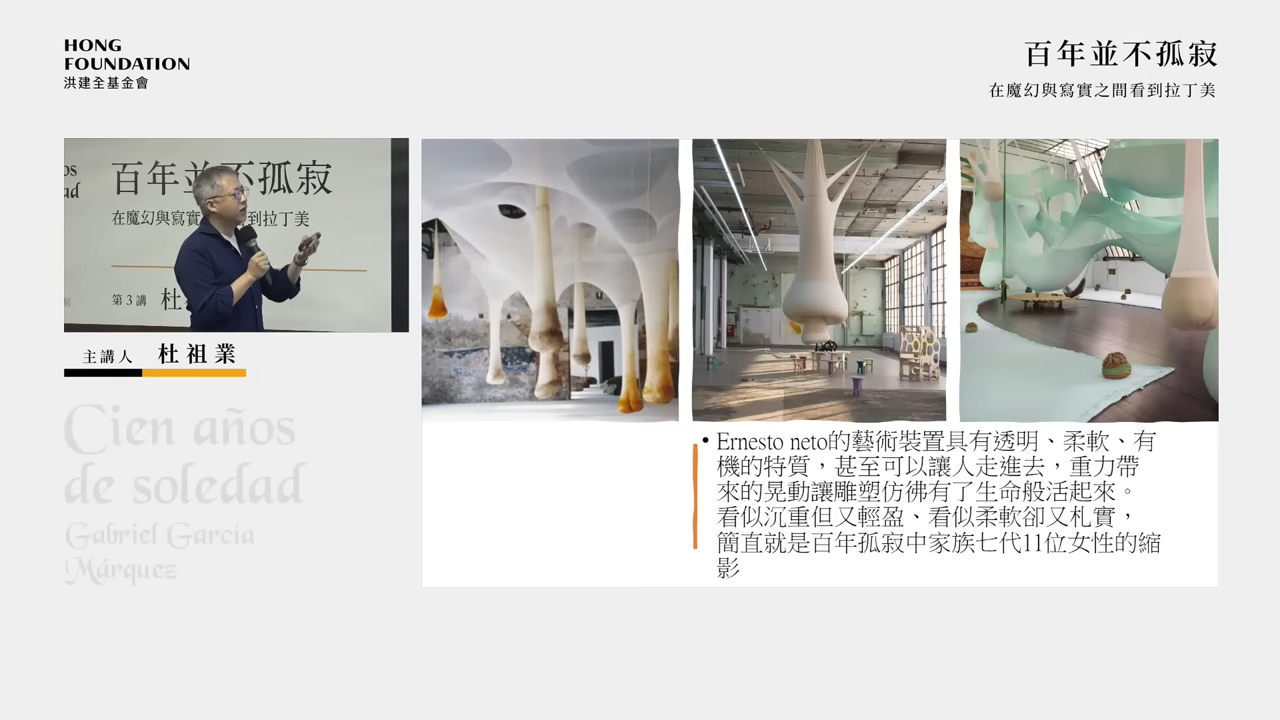 HONG
FOUNDATION
洪建全基金會
百年並不孤寂
在魔幻與寫實之間看到拉丁美
os
ad
百年並不孤寂
在魔幻與寫實
到拉丁美
第3講
杜
主講人 杜祖業
Cien años
de soledad
Gabriel García
Márquez
• Ernesto neto的藝術裝置具有透明、柔軟、有
機的特質，甚至可以讓人走進去，重力帶
來的晃動讓雕塑仿彿有了生命般活起來。
看似沉重但又輕盈、看似柔軟卻又札實，
簡直就是百年孤寂中家族七代11位女性的縮
影